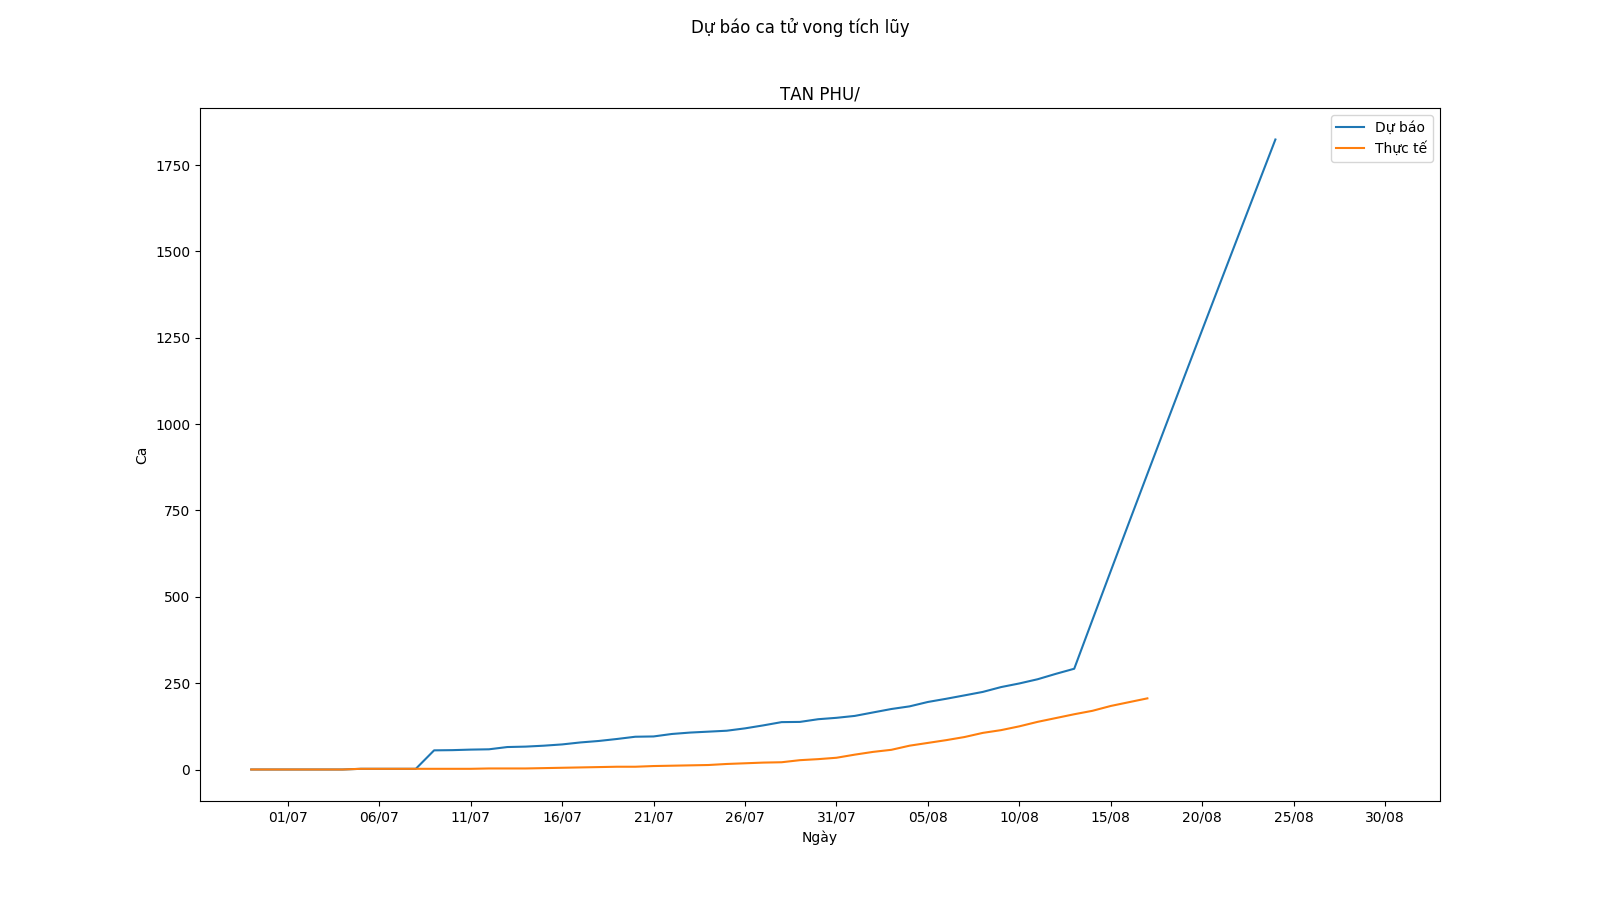 Dự báo ca tử vong tích lũy
TAN PHU/
Dự báo
Thực tế
1750
1500
1250
1000
750
500
250
0
Ca
01/07 06/07 11/07 16/07 21/07 26/07 31/07 05/08 10/08 15/08 20/08 25/08 30/08
Ngày